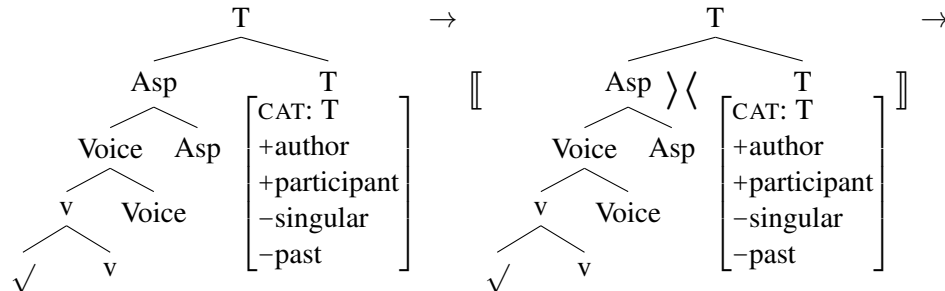 T → T →
Asp T ⟦ Asp ⟩⟨ T ⟧
CAT: T CAT: T
Voice Asp +author Voice Asp +author
+participant +participant
v Voice −singular v Voice −singular
−past −past
√ v √ v